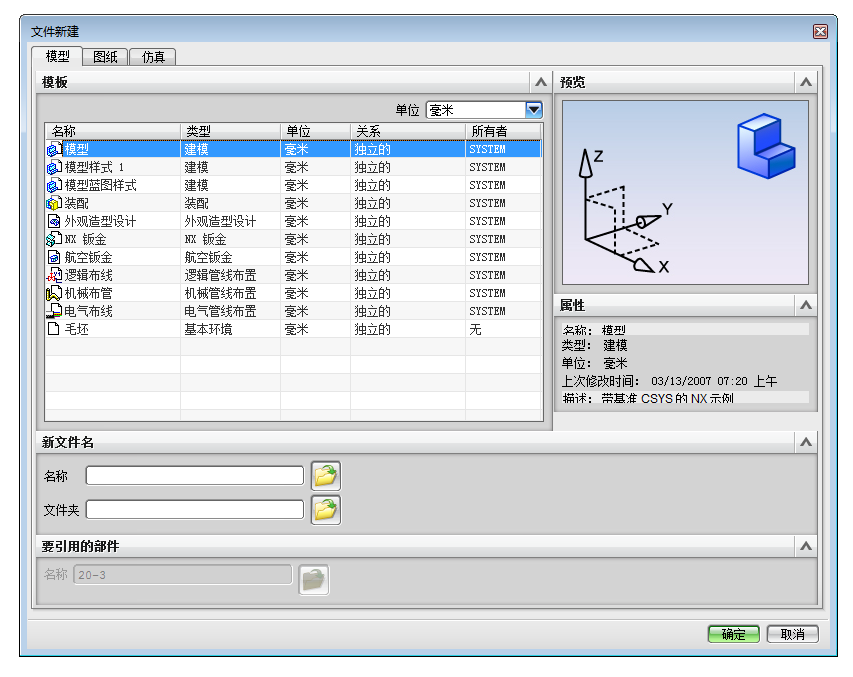 文件新建
模型 图纸 仿真
模板
单位 毫米
名称 类型 单位 关系 所有者
模型 建模 毫米 独立的 SYSTEM
模型样式 1 建模 毫米 独立的 SYSTEM
模型蓝图样式 建模 毫米 独立的 SYSTEM
装配 装配 毫米 独立的 SYSTEM
外观造型设计 外观造型设计 毫米 独立的 SYSTEM
NX 钣金 NX 钣金 毫米 独立的 SYSTEM
航空钣金 航空钣金 毫米 独立的 SYSTEM
逻辑布线 逻辑管线布置 毫米 独立的 SYSTEM
机械布管 机械管线布置 毫米 独立的 SYSTEM
电气布线 电气管线布置 毫米 独立的 SYSTEM
毛坯 基本环境 毫米 独立的 无
预览
Z
Y
X
属性
名称: 模型
类型: 建模
单位: 毫米
上次修改时间: 03/13/2007 07:20 上午
描述: 带基准 CSYS 的 NX 示例
新文件名
名称
文件夹
要引用的部件
名称 20-3
确定 取消